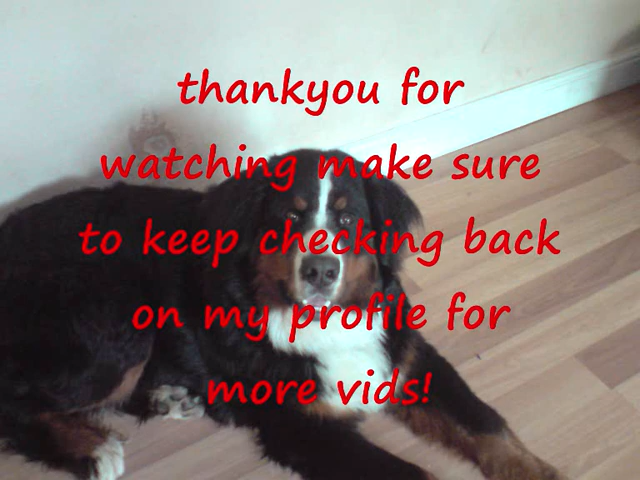 thankyou for
watching make sure
to keep checking back
on my profile for
more vids!